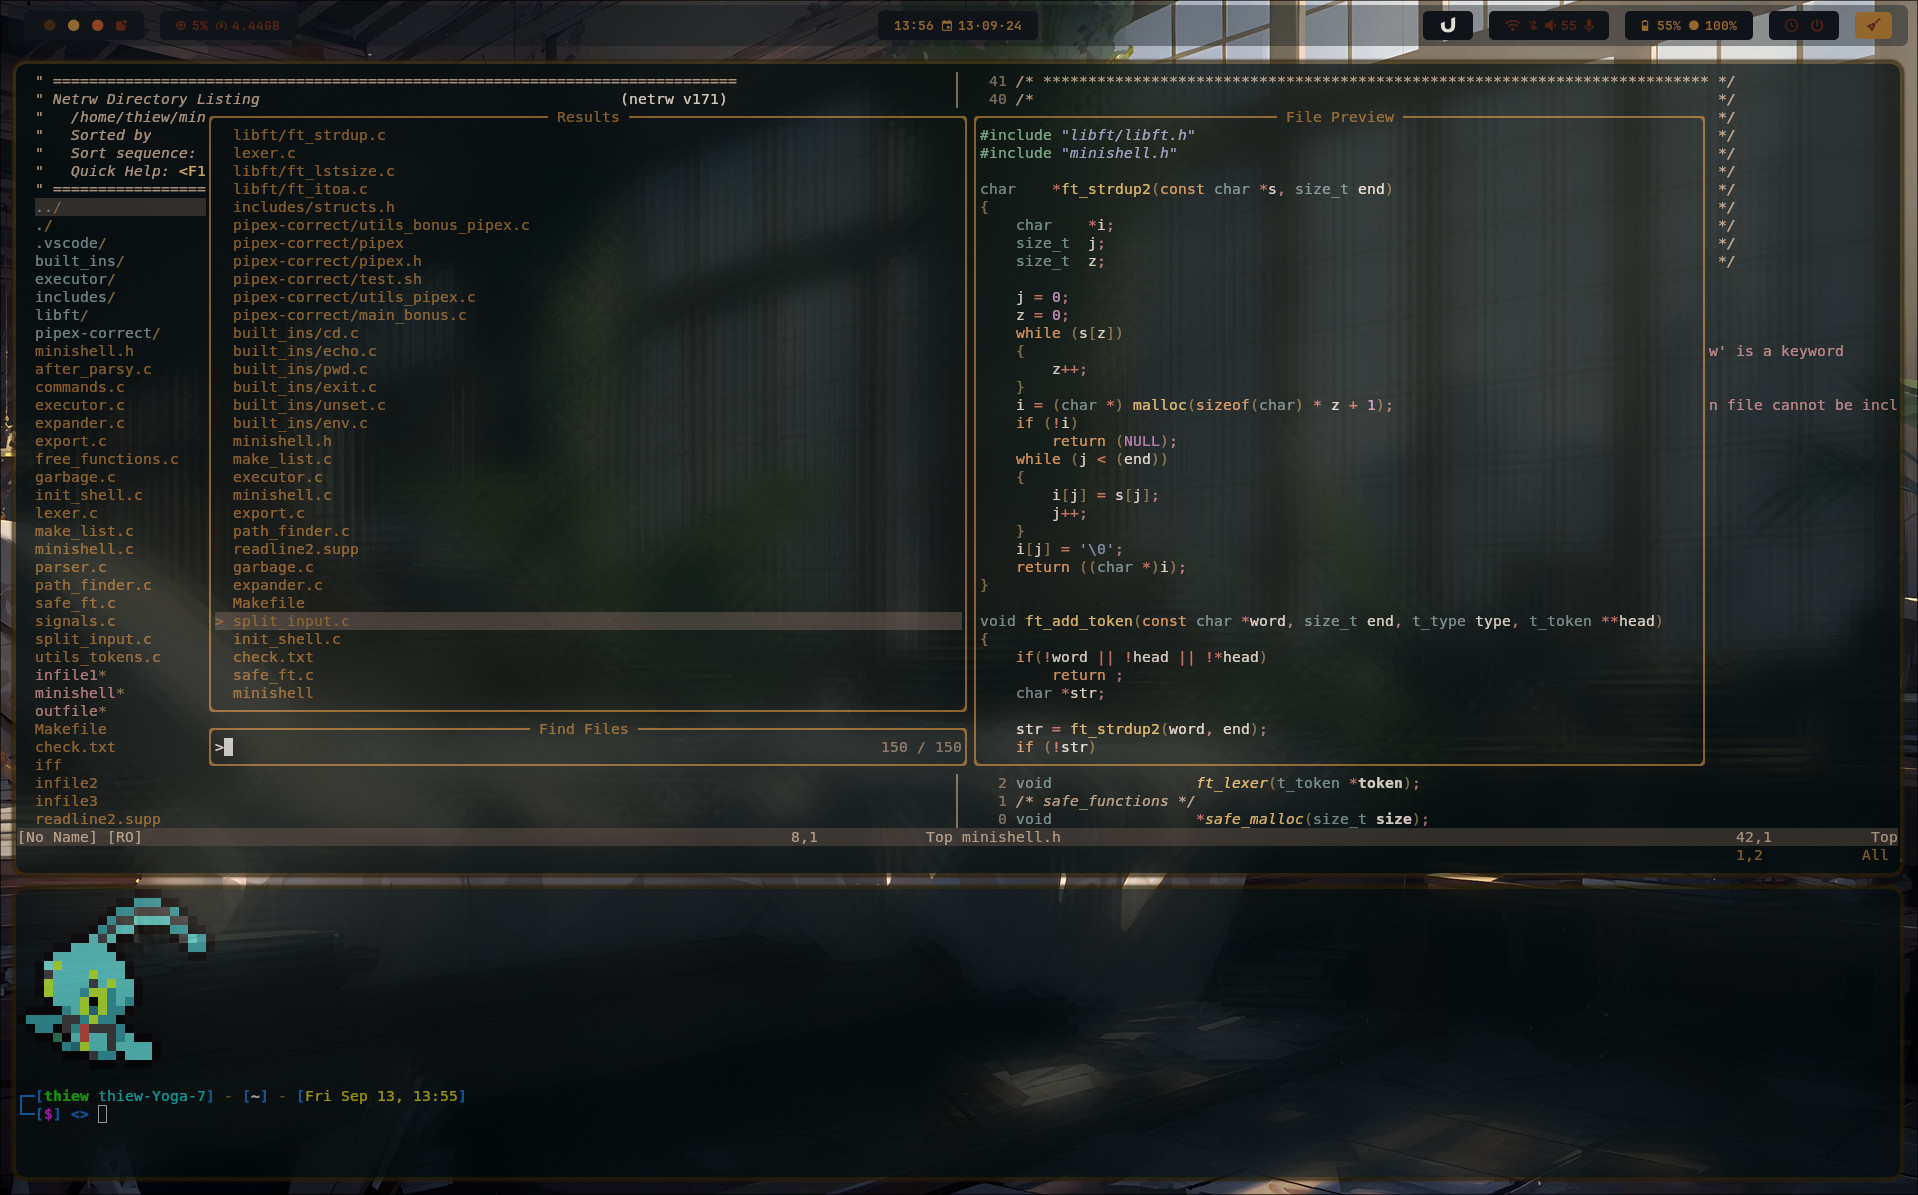 5% 4.44GB
13:56 13·09·24
55
55% 100%
" ============================================================================
" Netrw Directory Listing (netrw v171)
" /home/thiew/min
" Sorted by
" Sort sequence:
" Quick Help: <F1
" =================
../
./
.vscode/
built_ins/
executor/
includes/
libft/
pipex-correct/
minishell.h
after_parsy.c
commands.c
executor.c
expander.c
export.c
free_functions.c
garbage.c
init_shell.c
lexer.c
make_list.c
minishell.c
parser.c
path_finder.c
safe_ft.c
signals.c
split_input.c
utils_tokens.c
infile1*
minishell*
outfile*
Makefile
check.txt
iff
infile2
infile3
readline2.supp
[No Name] [RO] 8,1 Top
Results
libft/ft_strdup.c
lexer.c
libft/ft_lstsize.c
libft/ft_itoa.c
includes/structs.h
pipex-correct/utils_bonus_pipex.c
pipex-correct/pipex
pipex-correct/pipex.h
pipex-correct/test.sh
pipex-correct/utils_pipex.c
pipex-correct/main_bonus.c
built_ins/cd.c
built_ins/echo.c
built_ins/pwd.c
built_ins/exit.c
built_ins/unset.c
built_ins/env.c
minishell.h
make_list.c
executor.c
minishell.c
export.c
path_finder.c
readline2.supp
garbage.c
expander.c
Makefile
> split_input.c
init_shell.c
check.txt
safe_ft.c
minishell
Find Files
> 150 / 150
41 /* ************************************************************************** */
40 /* */
File Preview
#include "libft/libft.h"
#include "minishell.h"
char *ft_strdup2(const char *s, size_t end)
{
char *i;
size_t j;
size_t z;
j = 0;
z = 0;
while (s[z])
{
z++;
}
i = (char *) malloc(sizeof(char) * z + 1);
if (!i)
return (NULL);
while (j < (end))
{
i[j] = s[j];
j++;
}
i[j] = '\0';
return ((char *)i);
}
void ft_add_token(const char *word, size_t end, t_type type, t_token **head)
{
if(!word || !head || !*head)
return ;
char *str;
str = ft_strdup2(word, end);
if (!str)
*/
*/
*/
*/
*/
*/
*/
*/
*/
w' is a keyword
n file cannot be incl
2 void ft_lexer(t_token *token);
1 /* safe_functions */
0 void *safe_malloc(size_t size);
minishell.h 42,1 Top
1,2 All
[thiew thiew-Yoga-7] - [~] - [Fri Sep 13, 13:55]
[$] <>